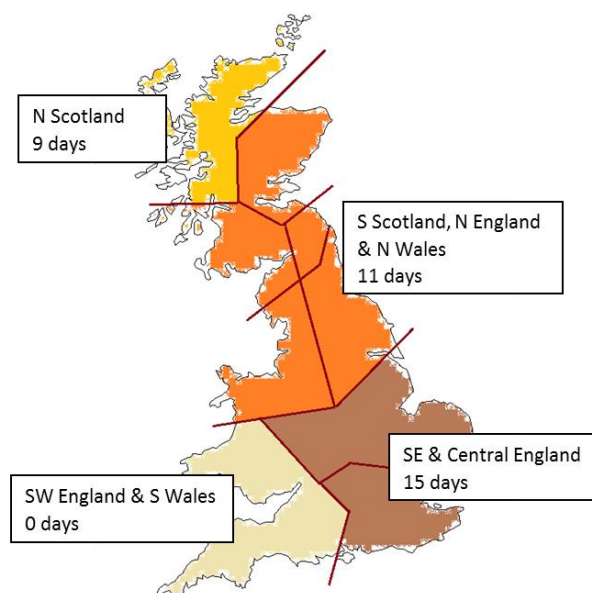 N Scotland
9 days
S Scotland, N England
& N Wales
11 days
SE & Central England
15 days
SW England & S Wales
0 days